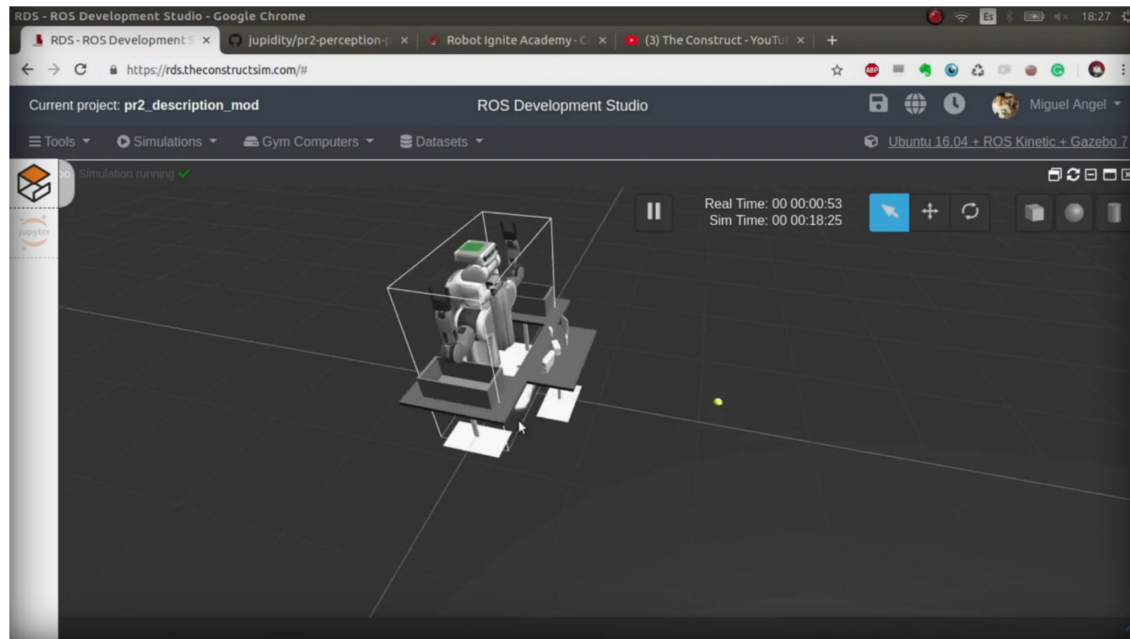 RDS - ROS Development Studio - Google Chrome
Es
18:27
RDS - ROS Development S
jupidity/pr2-perception-p
Robot Ignite Academy - C
(3) The Construct - YouTu
https://rds.theconstructsim.com/#
ABP
Current project: pr2_description_mod
ROS Development Studio
Miguel Angel
Tools
Simulations
Gym Computers
Datasets
Ubuntu 16.04 + ROS Kinetic + Gazebo 7
Simulation running
jupyter
Real Time: 00 00:00:53
Sim Time: 00 00:18:25